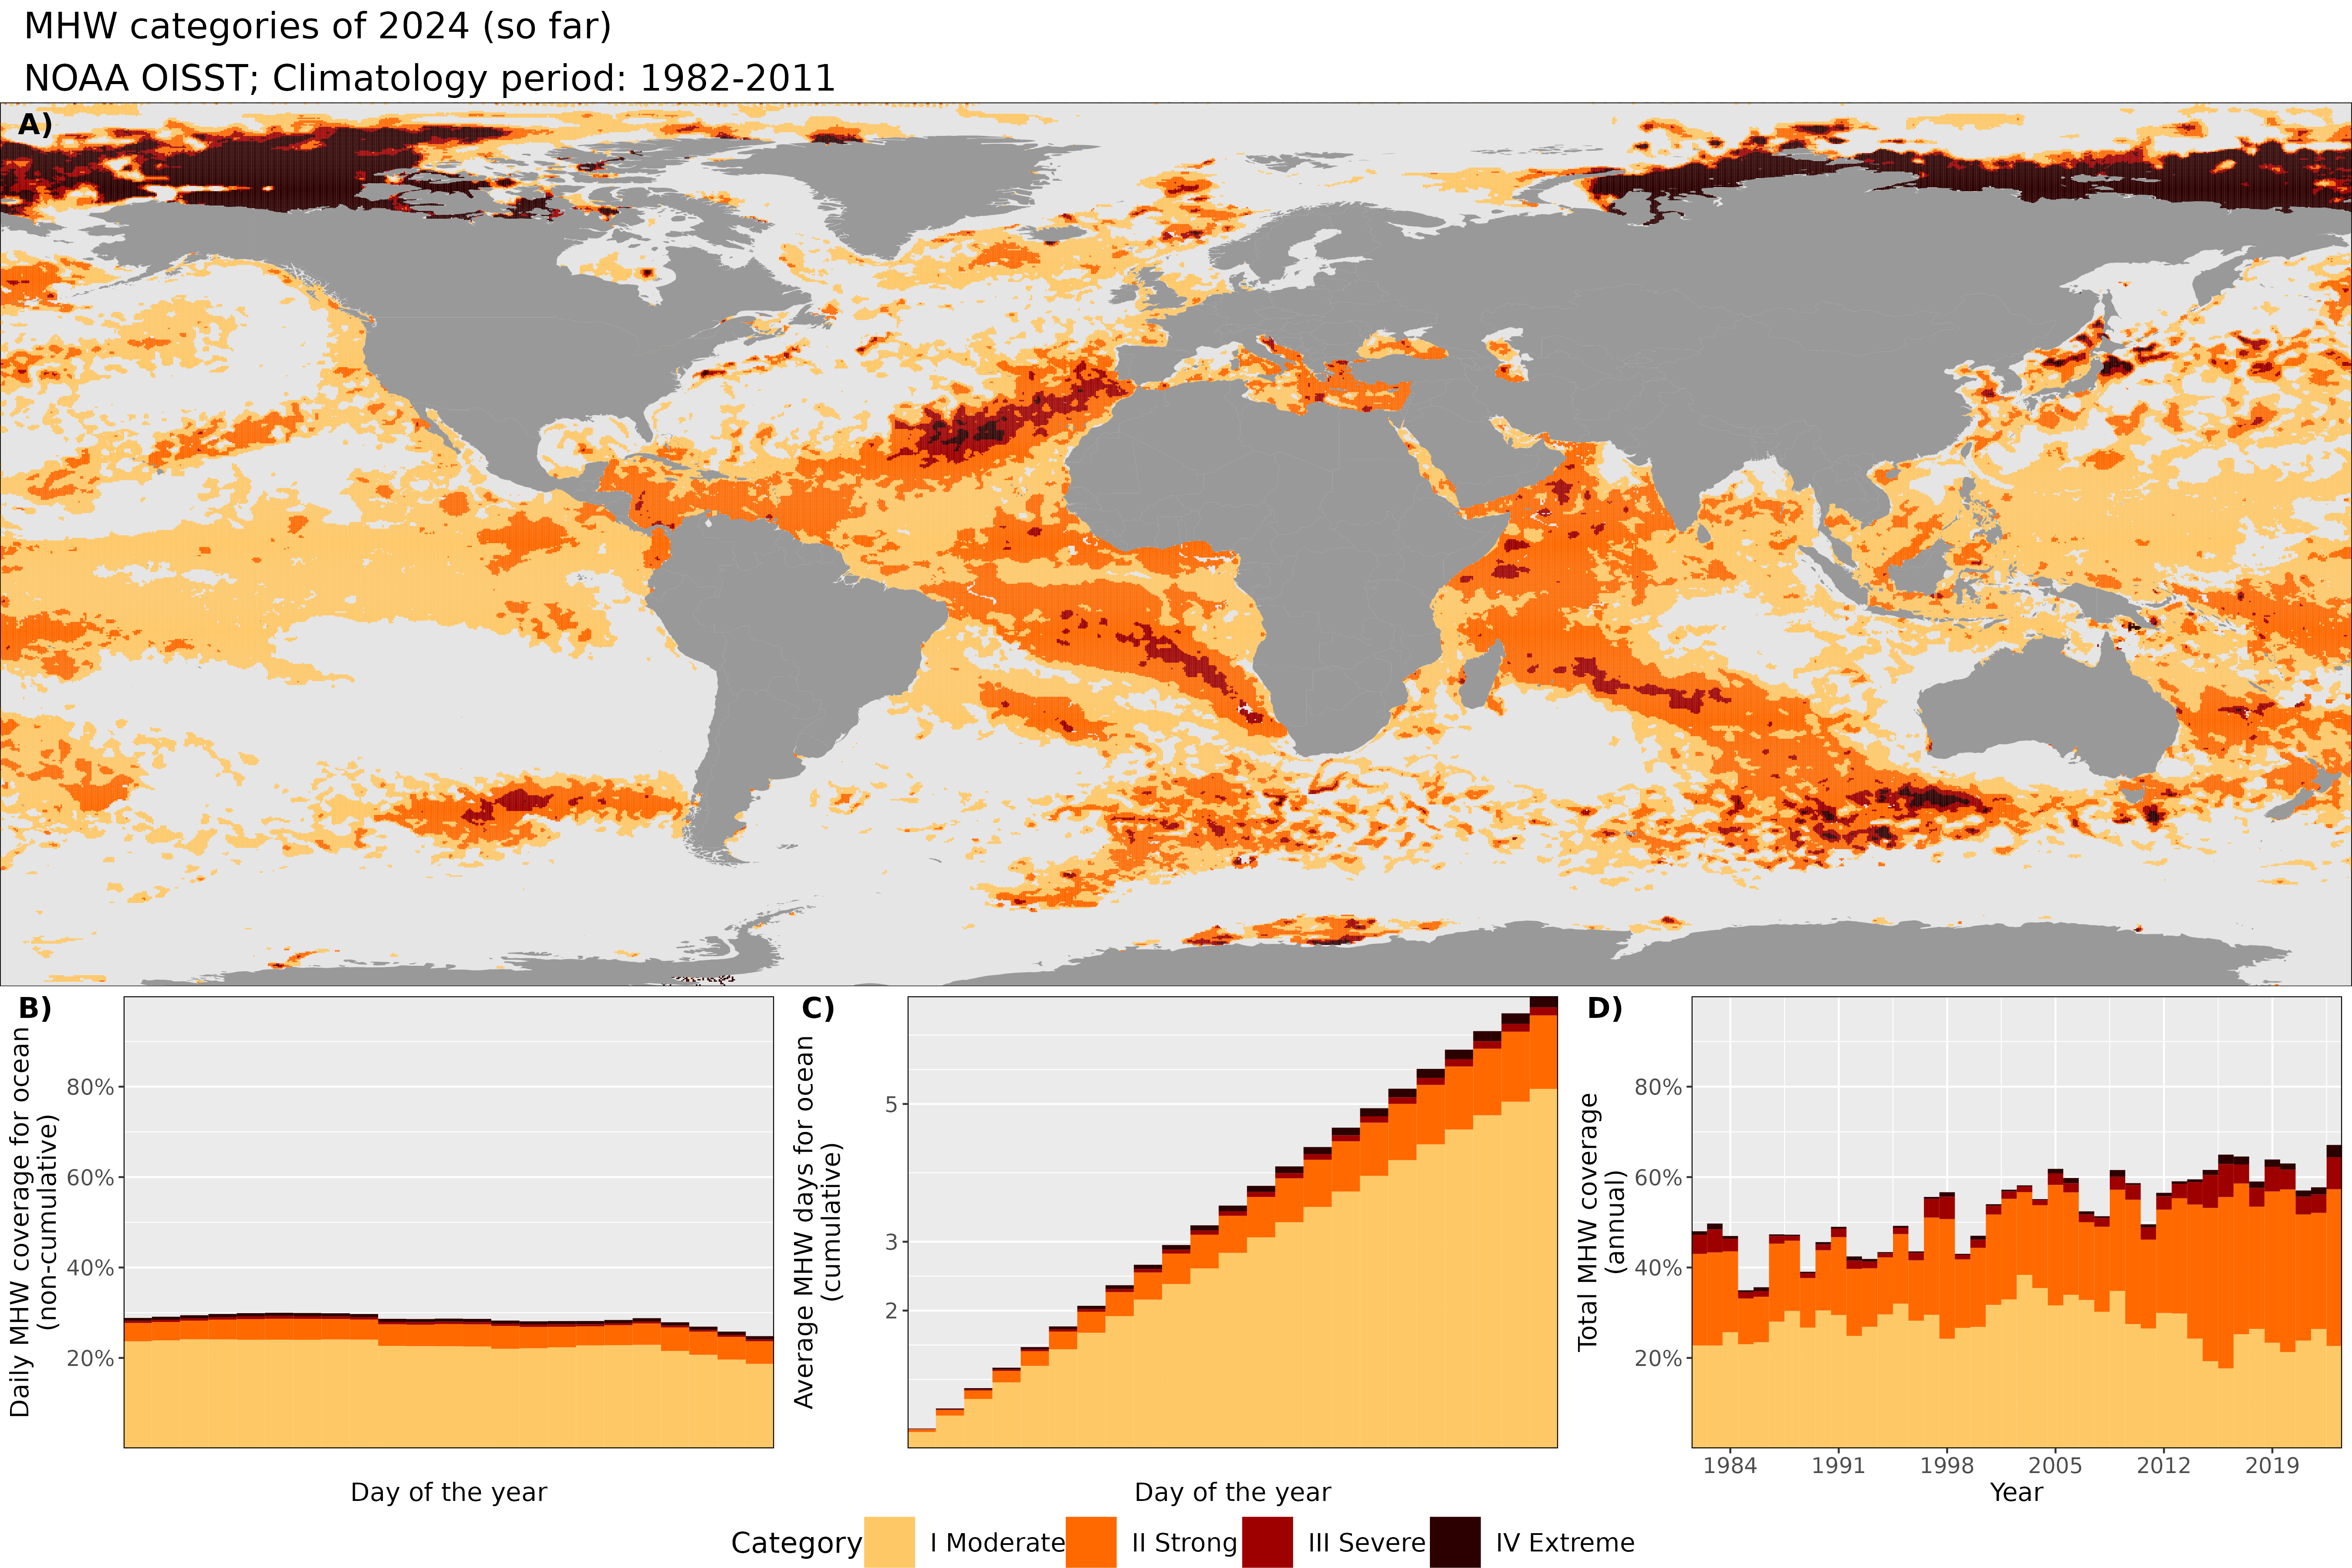 MHW categories of 2024 (so far)
NOAA OISST; Climatology period: 1982-2011
A)
B)
Daily MHW coverage for ocean
(non-cumulative)
80%
60%
40%
20%
Day of the year
C)
Average MHW days for ocean
(cumulative)
5
3
2
Day of the year
D)
Total MHW coverage
(annual)
80%
60%
40%
20%
1984 1991 1998 2005 2012 2019
Year
Category I Moderate II Strong III Severe IV Extreme